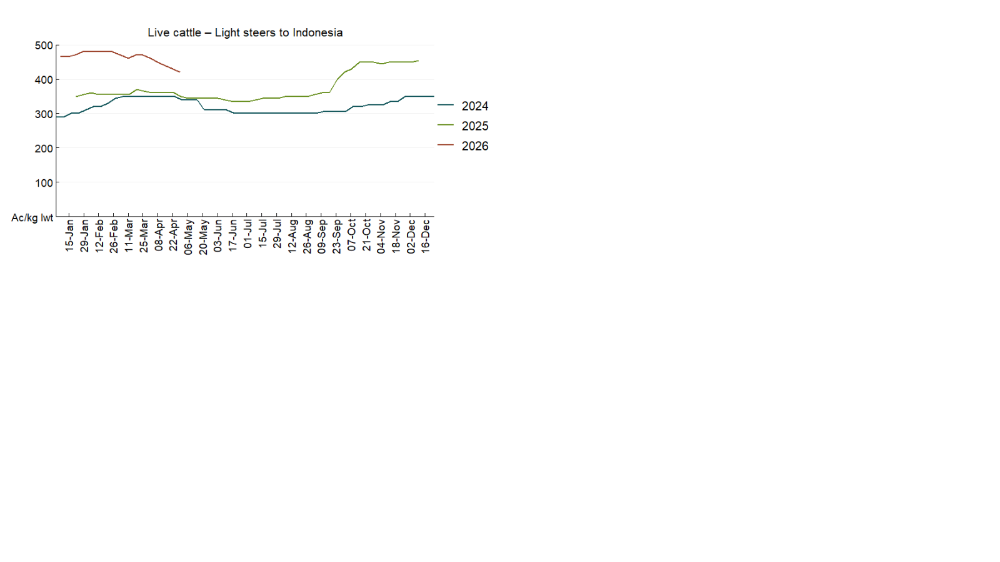 Live cattle – Light steers to Indonesia
500
400
300
200
100
Ac/kg lwt
15-Jan
29-Jan
12-Feb
26-Feb
11-Mar
25-Mar
08-Apr
22-Apr
06-May
20-May
03-Jun
17-Jun
01-Jul
15-Jul
29-Jul
12-Aug
26-Aug
09-Sep
23-Sep
07-Oct
21-Oct
04-Nov
18-Nov
02-Dec
16-Dec
2024
2025
2026